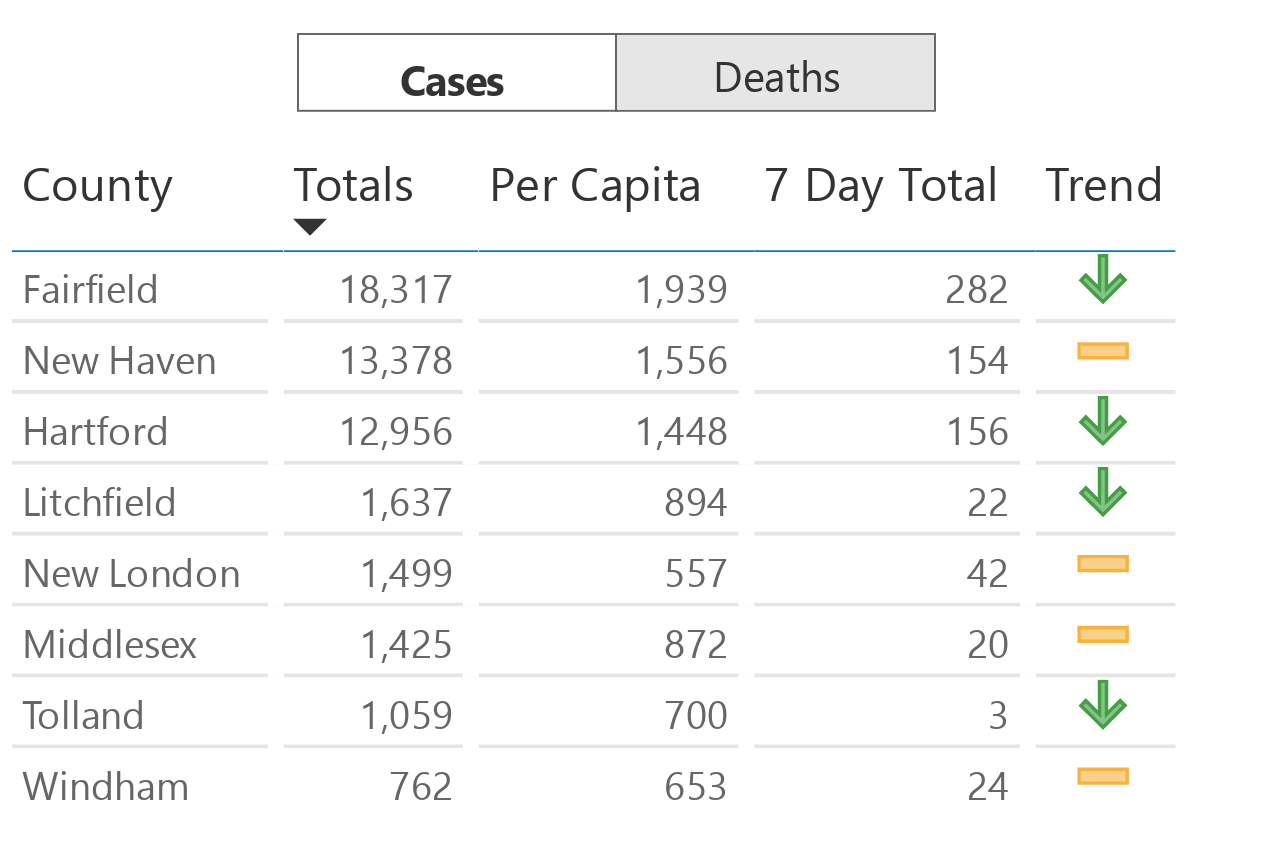 Cases Deaths
County Totals Per Capita 7 Day Total Trend
Fairfield 18,317 1,939 282
New Haven 13,378 1,556 154
Hartford 12,956 1,448 156
Litchfield 1,637 894 22
New London 1,499 557 42
Middlesex 1,425 872 20
Tolland 1,059 700 3
Windham 762 653 24